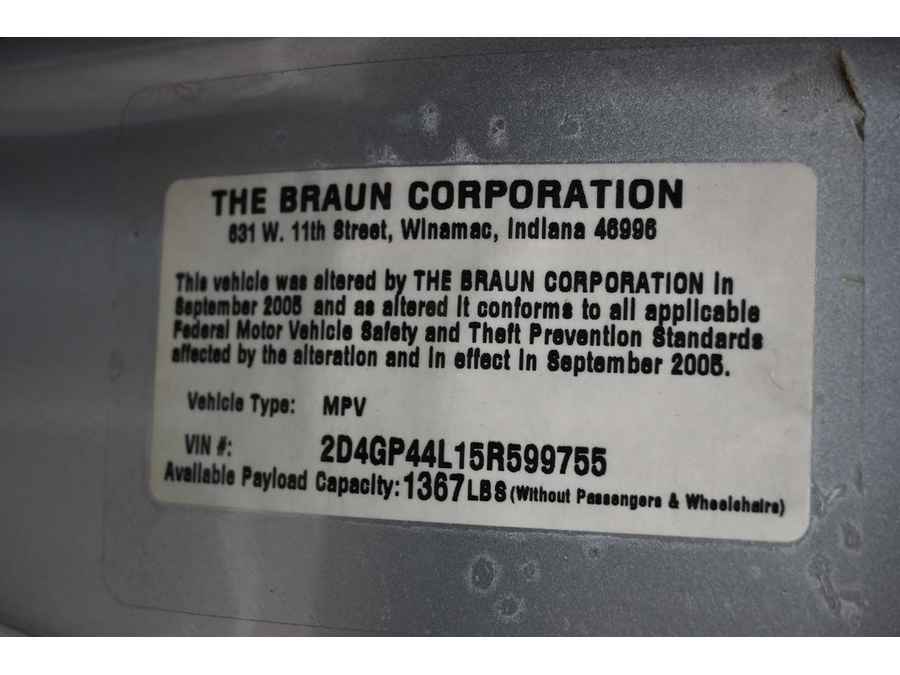 THE BRAUN CORPORATION
631 W. 11th Street, Winamac, Indiana 46996
This vehicle was altered by THE BRAUN CORPORATION in
September 2005 and as altered it conforms to all applicable
Federal Motor Vehicle Safety and Theft Prevention Standards
affected by the alteration and in effect in September 2005.
Vehicle Type: MPV
VIN #: 2D4GP44L15R599755
Available Payload Capacity: 1367 LBS (Without Passengers & Wheelchairs)